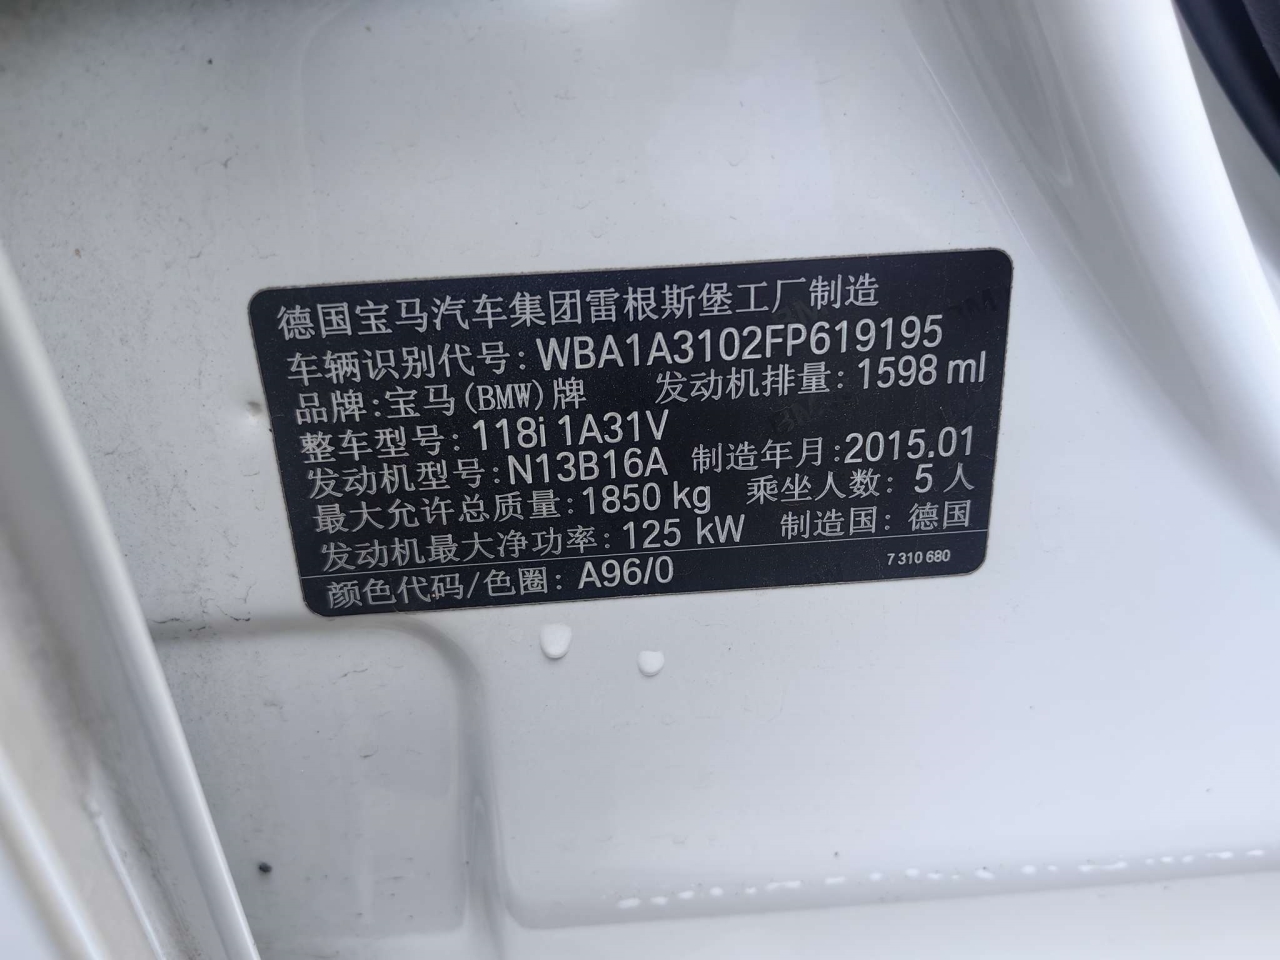 德国宝马汽车集团雷根斯堡工厂制造
车辆识别代号: WBA1A3102FP619195
品牌:宝马(BMW)牌 发动机排量: 1598 ml
整车型号: 118i 1A31V
发动机型号: N13B16A 制造年月:2015.01
最大允许总质量: 1850 kg 乘坐人数: 5 人
发动机最大净功率: 125 kW 制造国: 德国
颜色代码/色圈: A96/0 7 310 680